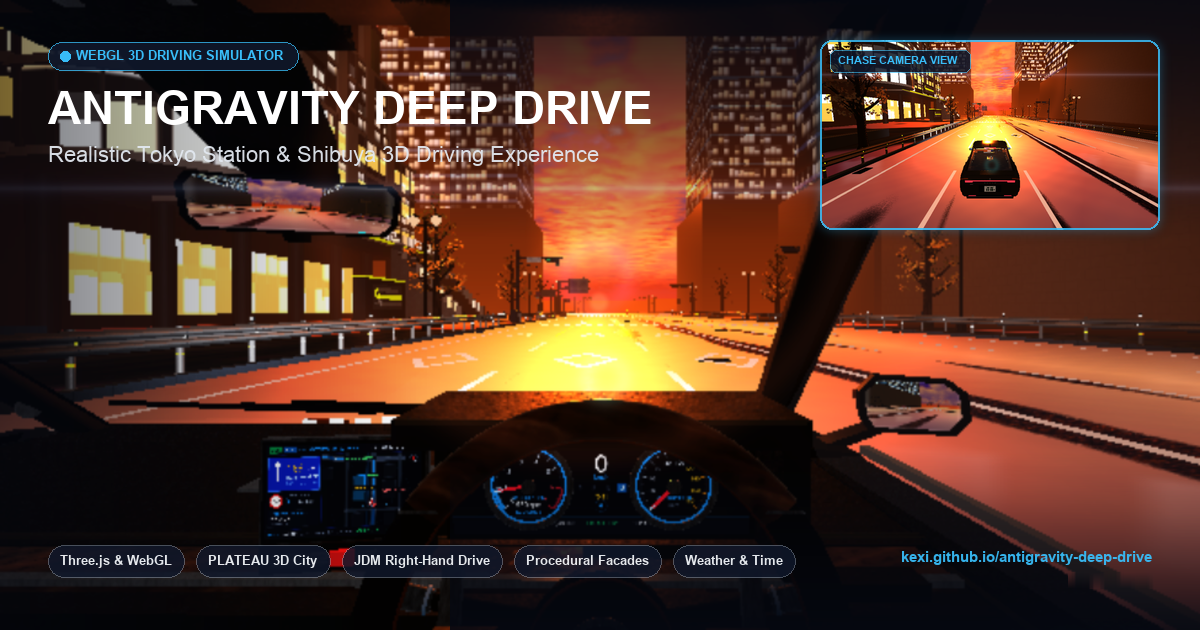 WEBGL 3D DRIVING SIMULATOR
ANTIGRAVITY DEEP DRIVE
Realistic Tokyo Station & Shibuya 3D Driving Experience
CHASE CAMERA VIEW
0
Three.js & WebGL
PLATEAU 3D City
JDM Right-Hand Drive
Procedural Facades
Weather & Time
kexi.github.io/antigravity-deep-drive